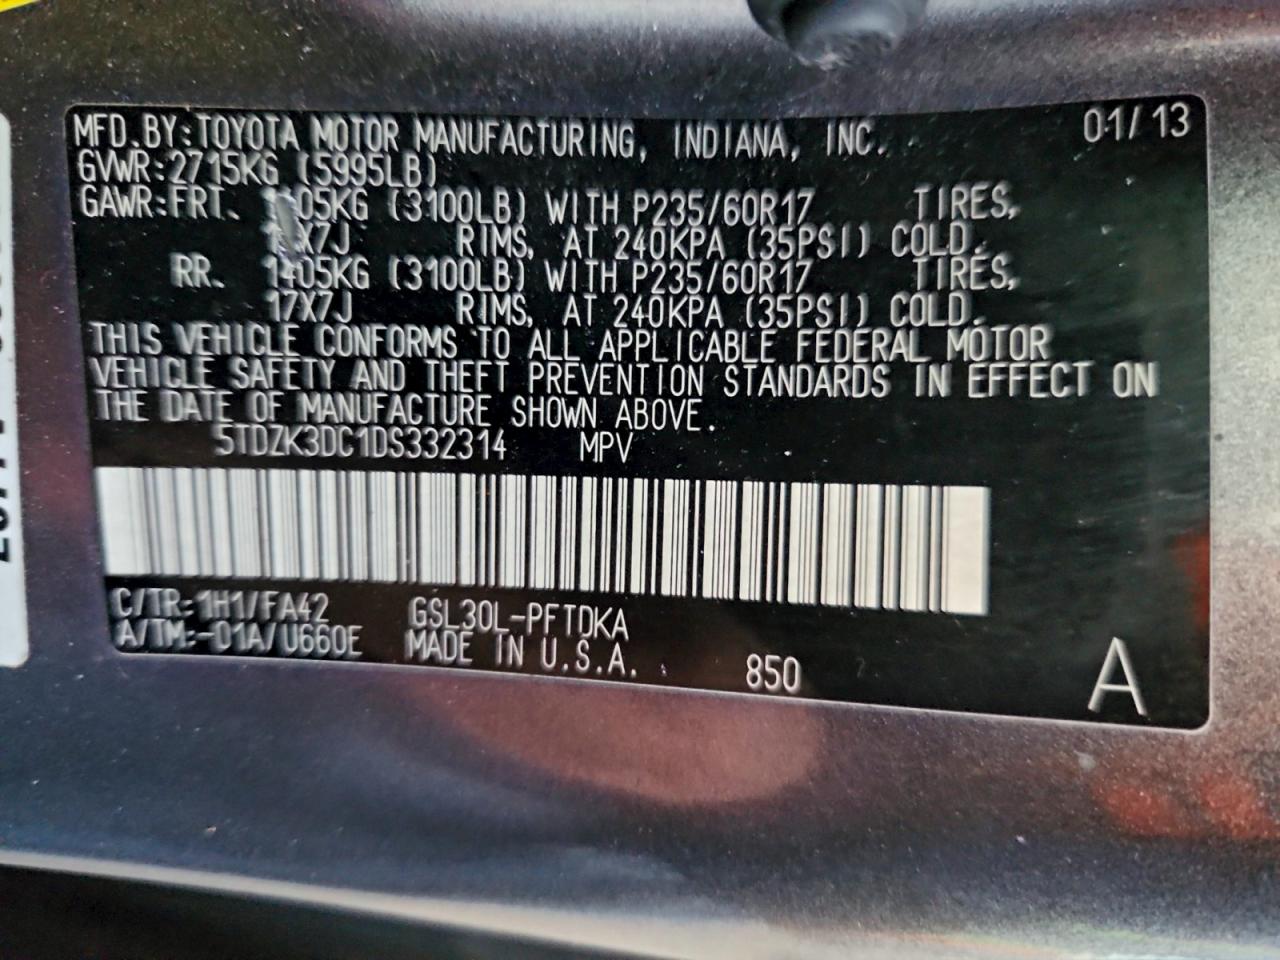 MFD.BY:TOYOTA MOTOR MANUFACTURING, INDIANA, INC. 01/13
GVWR:2715KG (5995LB)
GAWR:FRT. 1405KG (3100LB) WITH P235/60R17 TIRES,
17X7J RIMS, AT 240KPA (35PSI) COLD.
RR. 1405KG (3100LB) WITH P235/60R17 TIRES,
17X7J RIMS, AT 240KPA (35PSI) COLD.
THIS VEHICLE CONFORMS TO ALL APPLICABLE FEDERAL MOTOR
VEHICLE SAFETY AND THEFT PREVENTION STANDARDS IN EFFECT ON
THE DATE OF MANUFACTURE SHOWN ABOVE.
5TDZK3DC1DS332314 MPV
C/TR:1H1/FA42 GSL30L-PFTDKA
A/TM:-01A/U660E MADE IN U.S.A. 850
A